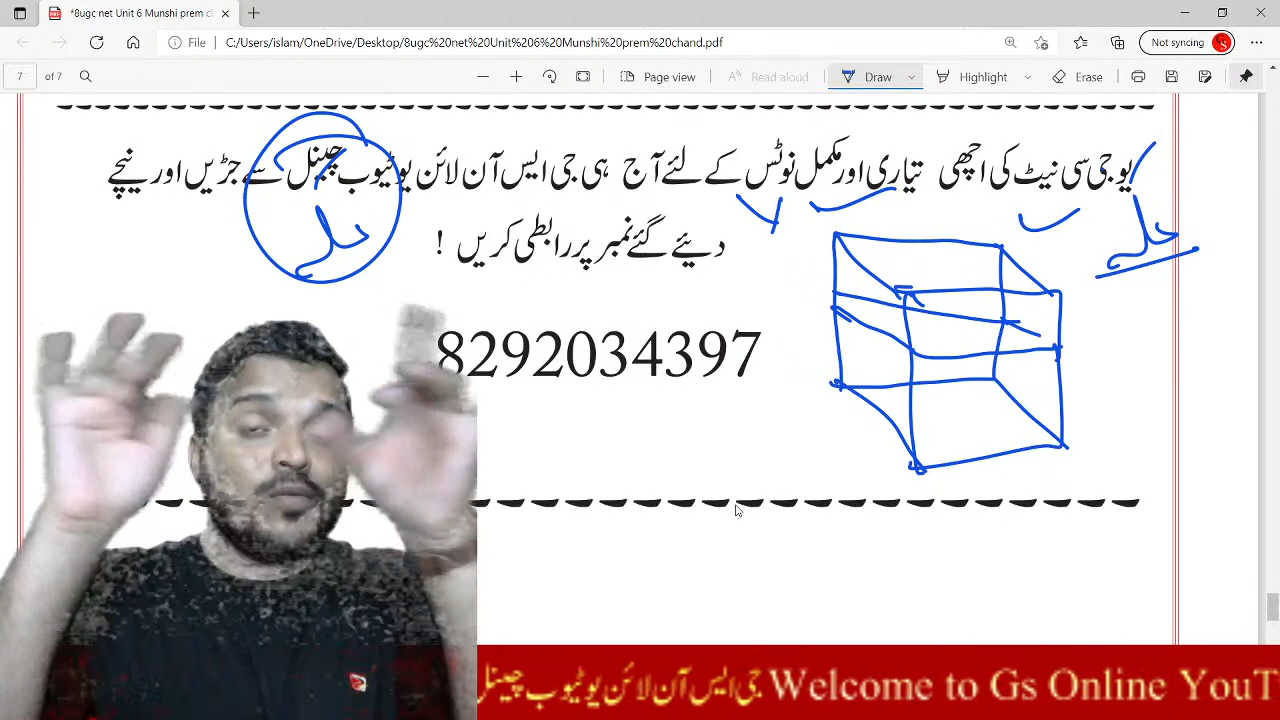 *8ugc net Unit 6 Munshi prem ch
File
C:/Users/islam/OneDrive/Desktop/8ugc%20net%20Unit%206%20Munshi%20prem%20chand.pdf
Not syncing
7 of 7
Page view
Read aloud
Draw
Highlight
Erase
یو جی سی نیٹ کی اچھی تیاری اور مکمل نوٹس کے لئے آج ہی جی ایس آن لائن یوٹیوب چینل سے جڑیں اور نیچے
دیئے گئے نمبر پر رابطی کریں !
8292034397
جی ایس آن لائن یوٹیوب چینل Welcome to Gs Online YouT